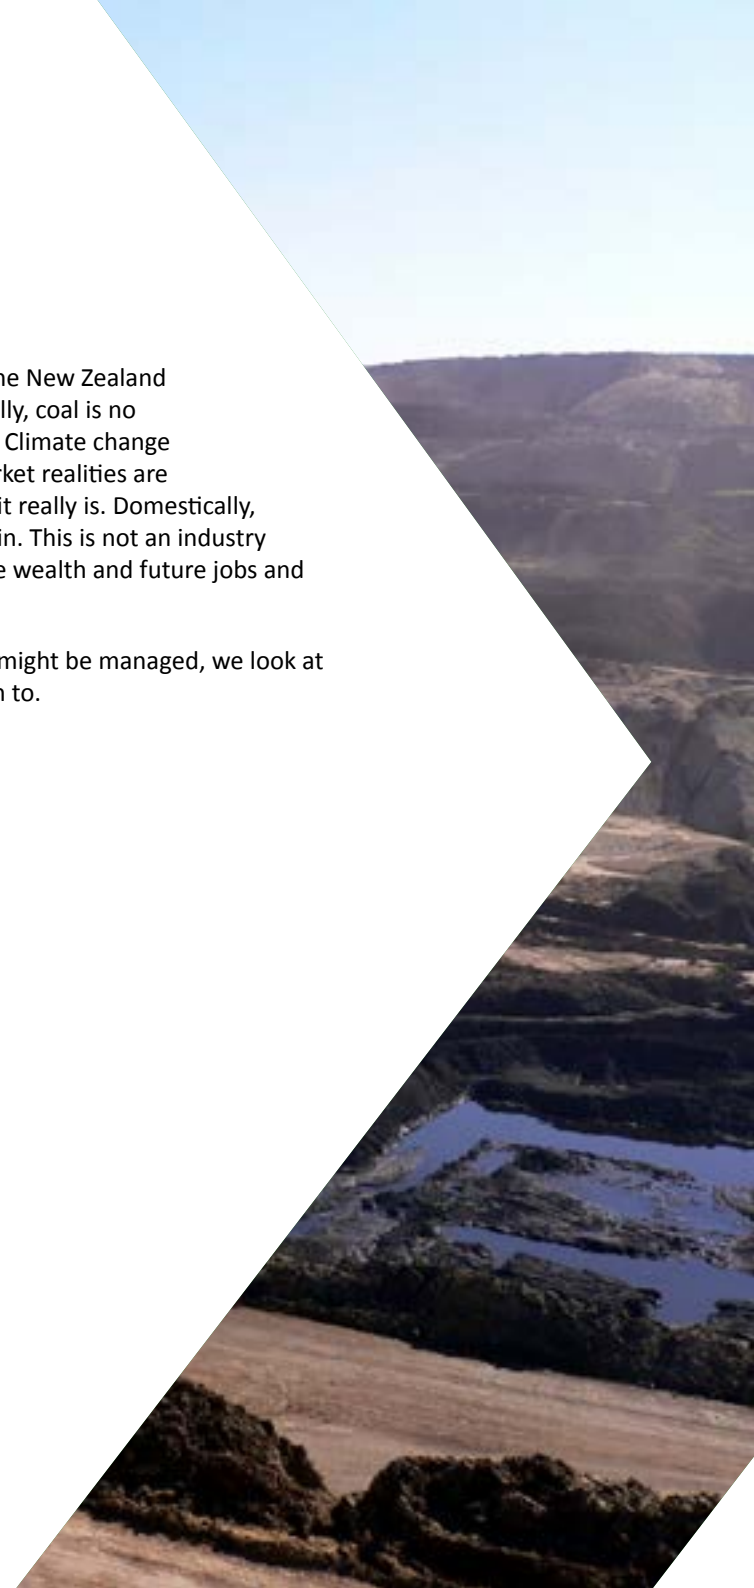 ne New Zealand
lly, coal is no
Climate change
rket realities are
it really is. Domestically,
in. This is not an industry
e wealth and future jobs and
might be managed, we look at
n to.